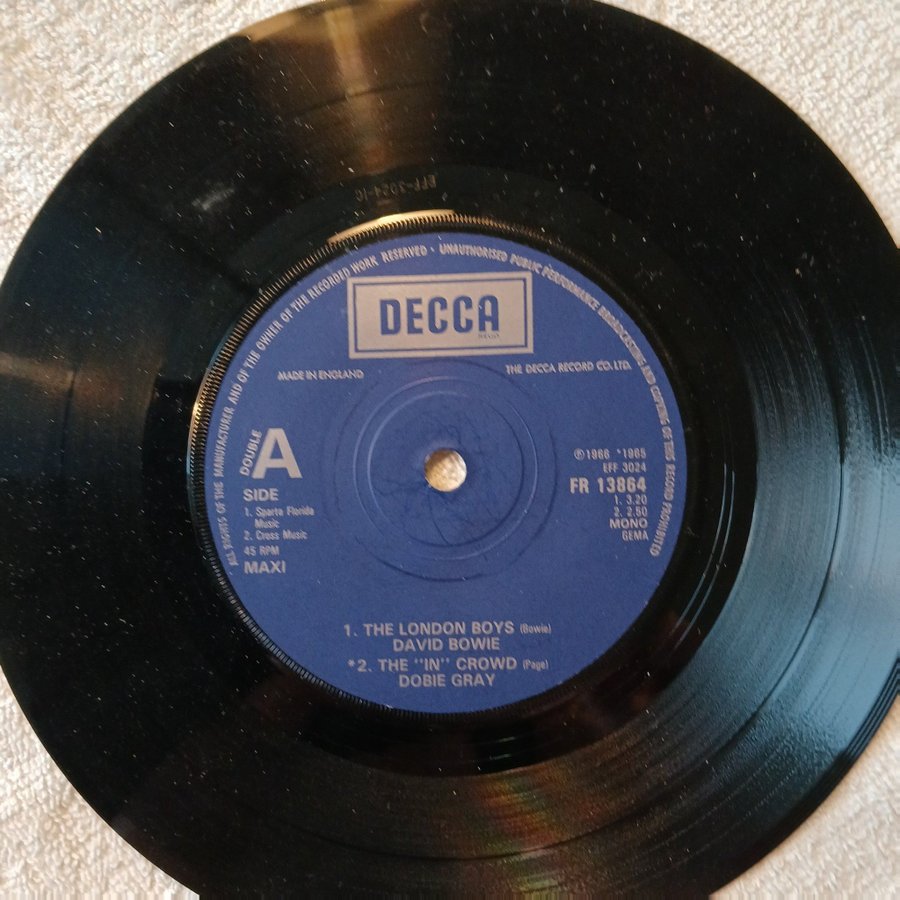 EFF-3024-1G
ALL RIGHTS OF THE MANUFACTURER AND OF THE OWNER OF THE RECORDED WORK RESERVED · UNAUTHORISED PUBLIC PERFORMANCE BROADCASTING AND COPYING OF THIS RECORD PROHIBITED
DECCA
MADE IN ENGLAND
THE DECCA RECORD CO. LTD.
DOUBLE A
SIDE
1. Sparta Florida
Music
2. Cross Music
45 RPM
MAXI
℗1966 *1965
EFF 3024
FR 13864
1. 3.20
2. 2.50
MONO
GEMA
1. THE LONDON BOYS (Bowie)
DAVID BOWIE
*2. THE "IN" CROWD (Page)
DOBIE GRAY